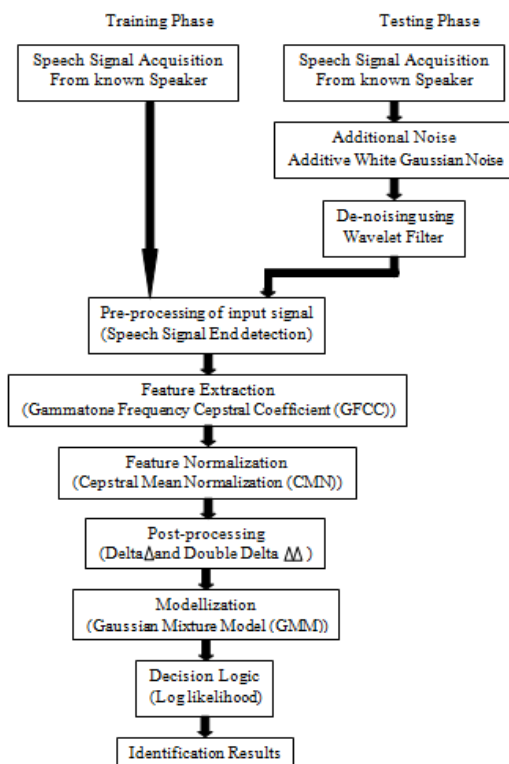 Training Phase
Testing Phase
Speech Signal Acquisition
From known Speaker
Speech Signal Acquisition
From known Speaker
Additional Noise
Additive White Gaussian Noise
De-noising using
Wavelet Filter
Pre-processing of input signal
(Speech Signal End detection)
Feature Extraction
(Gammatone Frequency Cepstral Coefficient (GFCC))
Feature Normalization
(Cepstral Mean Normalization (CMN))
Post-processing
(DeltaΔand Double Delta ΔΔ )
Modellization
(Gaussian Mixture Model (GMM))
Decision Logic
(Log likelihood)
Identification Results